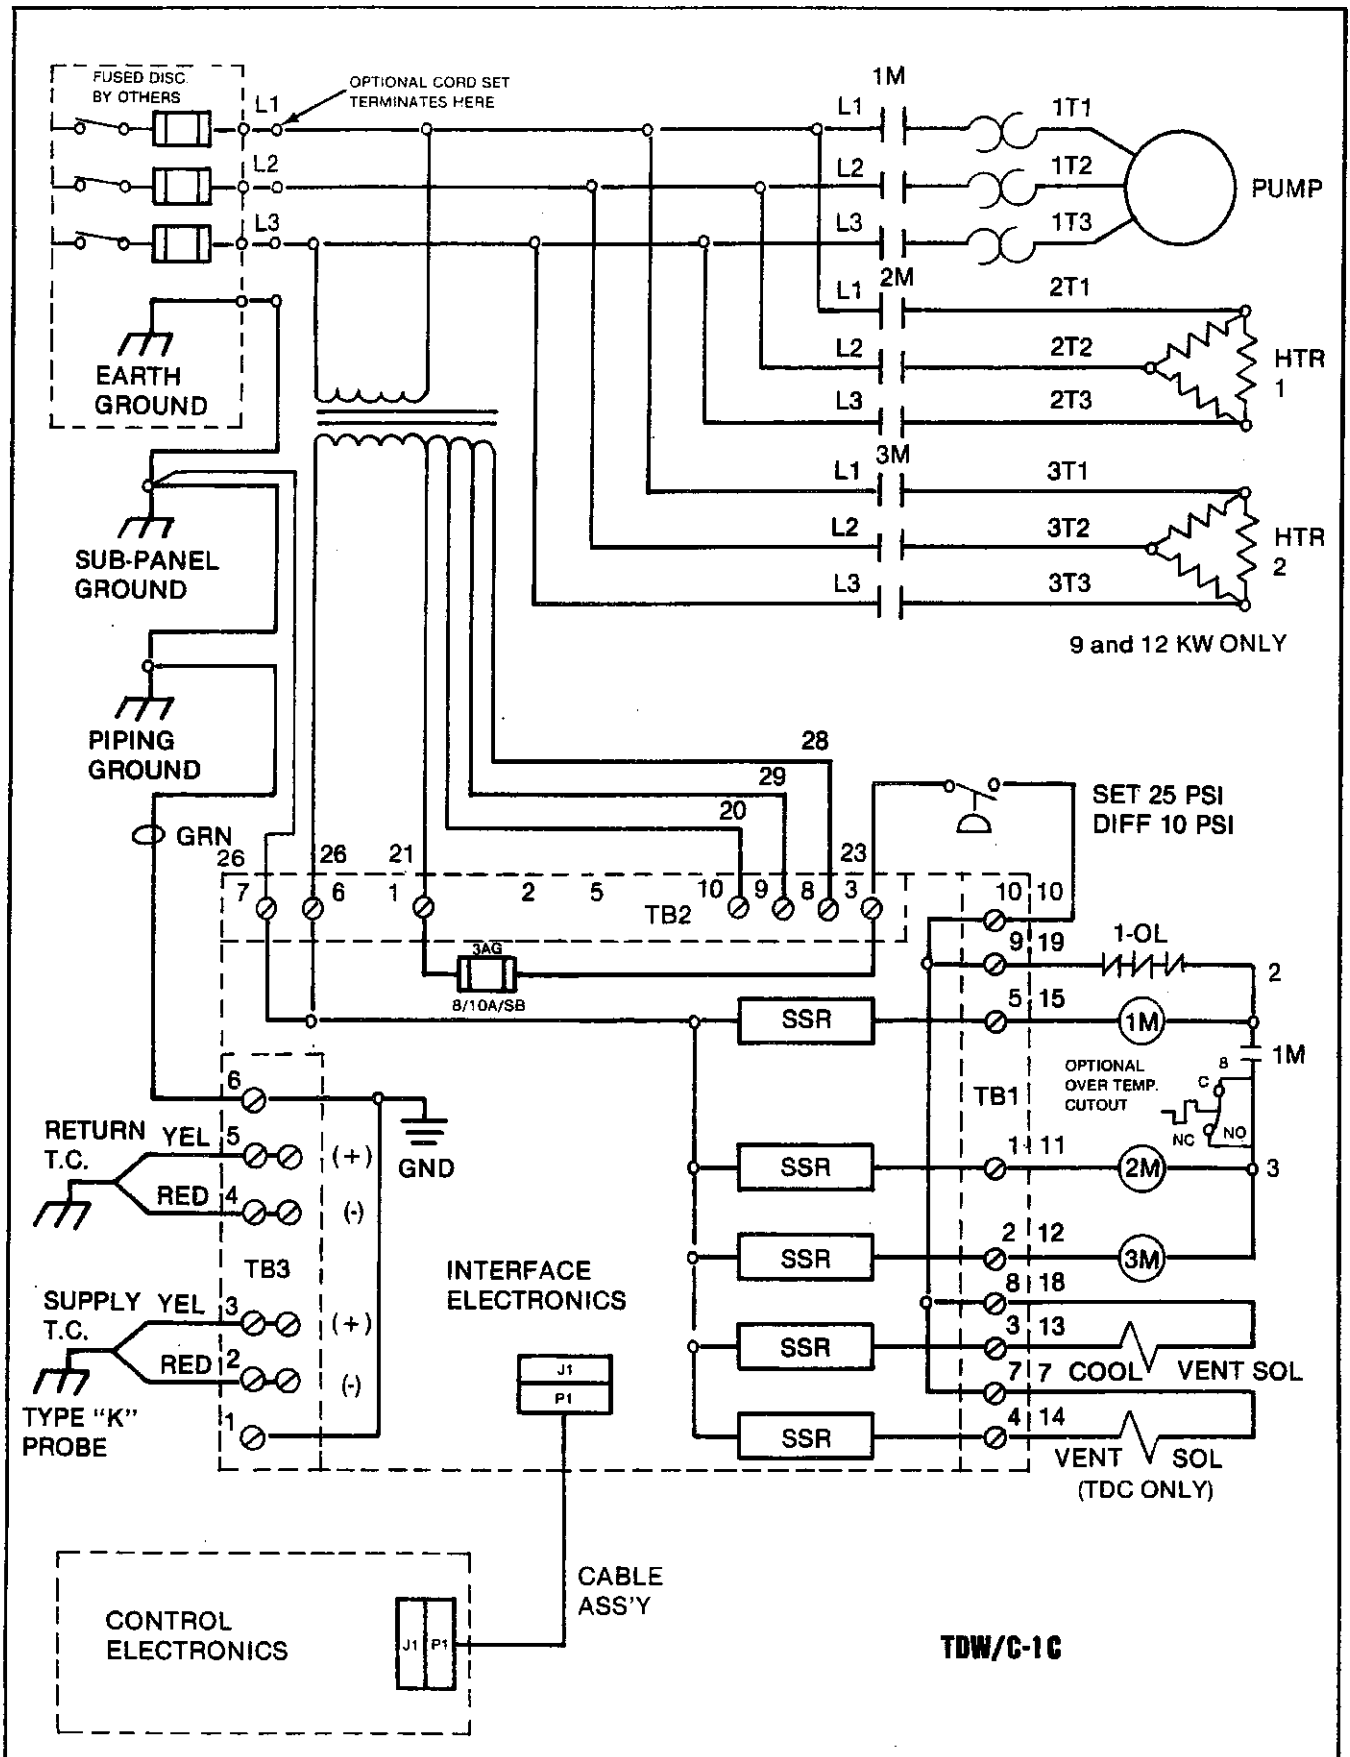 FUSED DISC.
BY OTHERS
OPTIONAL CORD SET
TERMINATES HERE
L1
L2
L3
1M
L1
1T1
L2
1T2
L3
1T3
PUMP
2M
L1
2T1
L2
2T2
L3
2T3
HTR
1
EARTH
GROUND
3M
L1
3T1
L2
3T2
L3
3T3
HTR
2
9 and 12 KW ONLY
SUB-PANEL
GROUND
PIPING
GROUND
GRN
28
29
20
SET 25 PSI
DIFF 10 PSI
26
26
21
23
7
6
1
2
5
TB2
10
9
8
3
10
10
3AG
8/10A/SB
9
19
1-OL
2
SSR
5
15
1M
1M
OPTIONAL
OVER TEMP.
CUTOUT
8
C
NC
NO
TB1
6
GND
RETURN
T.C.
YEL
5
(+)
RED
4
(-)
SSR
1
11
2M
3
TB3
SSR
2
12
3M
INTERFACE
ELECTRONICS
8
18
SUPPLY
T.C.
YEL
3
(+)
RED
2
(-)
SSR
3
13
COOL
VENT SOL
7
7
TYPE "K"
PROBE
1
J1
P1
SSR
4
14
VENT
SOL
(TDC ONLY)
CABLE
ASS'Y
CONTROL
ELECTRONICS
J1
P1
TDW/C-1C